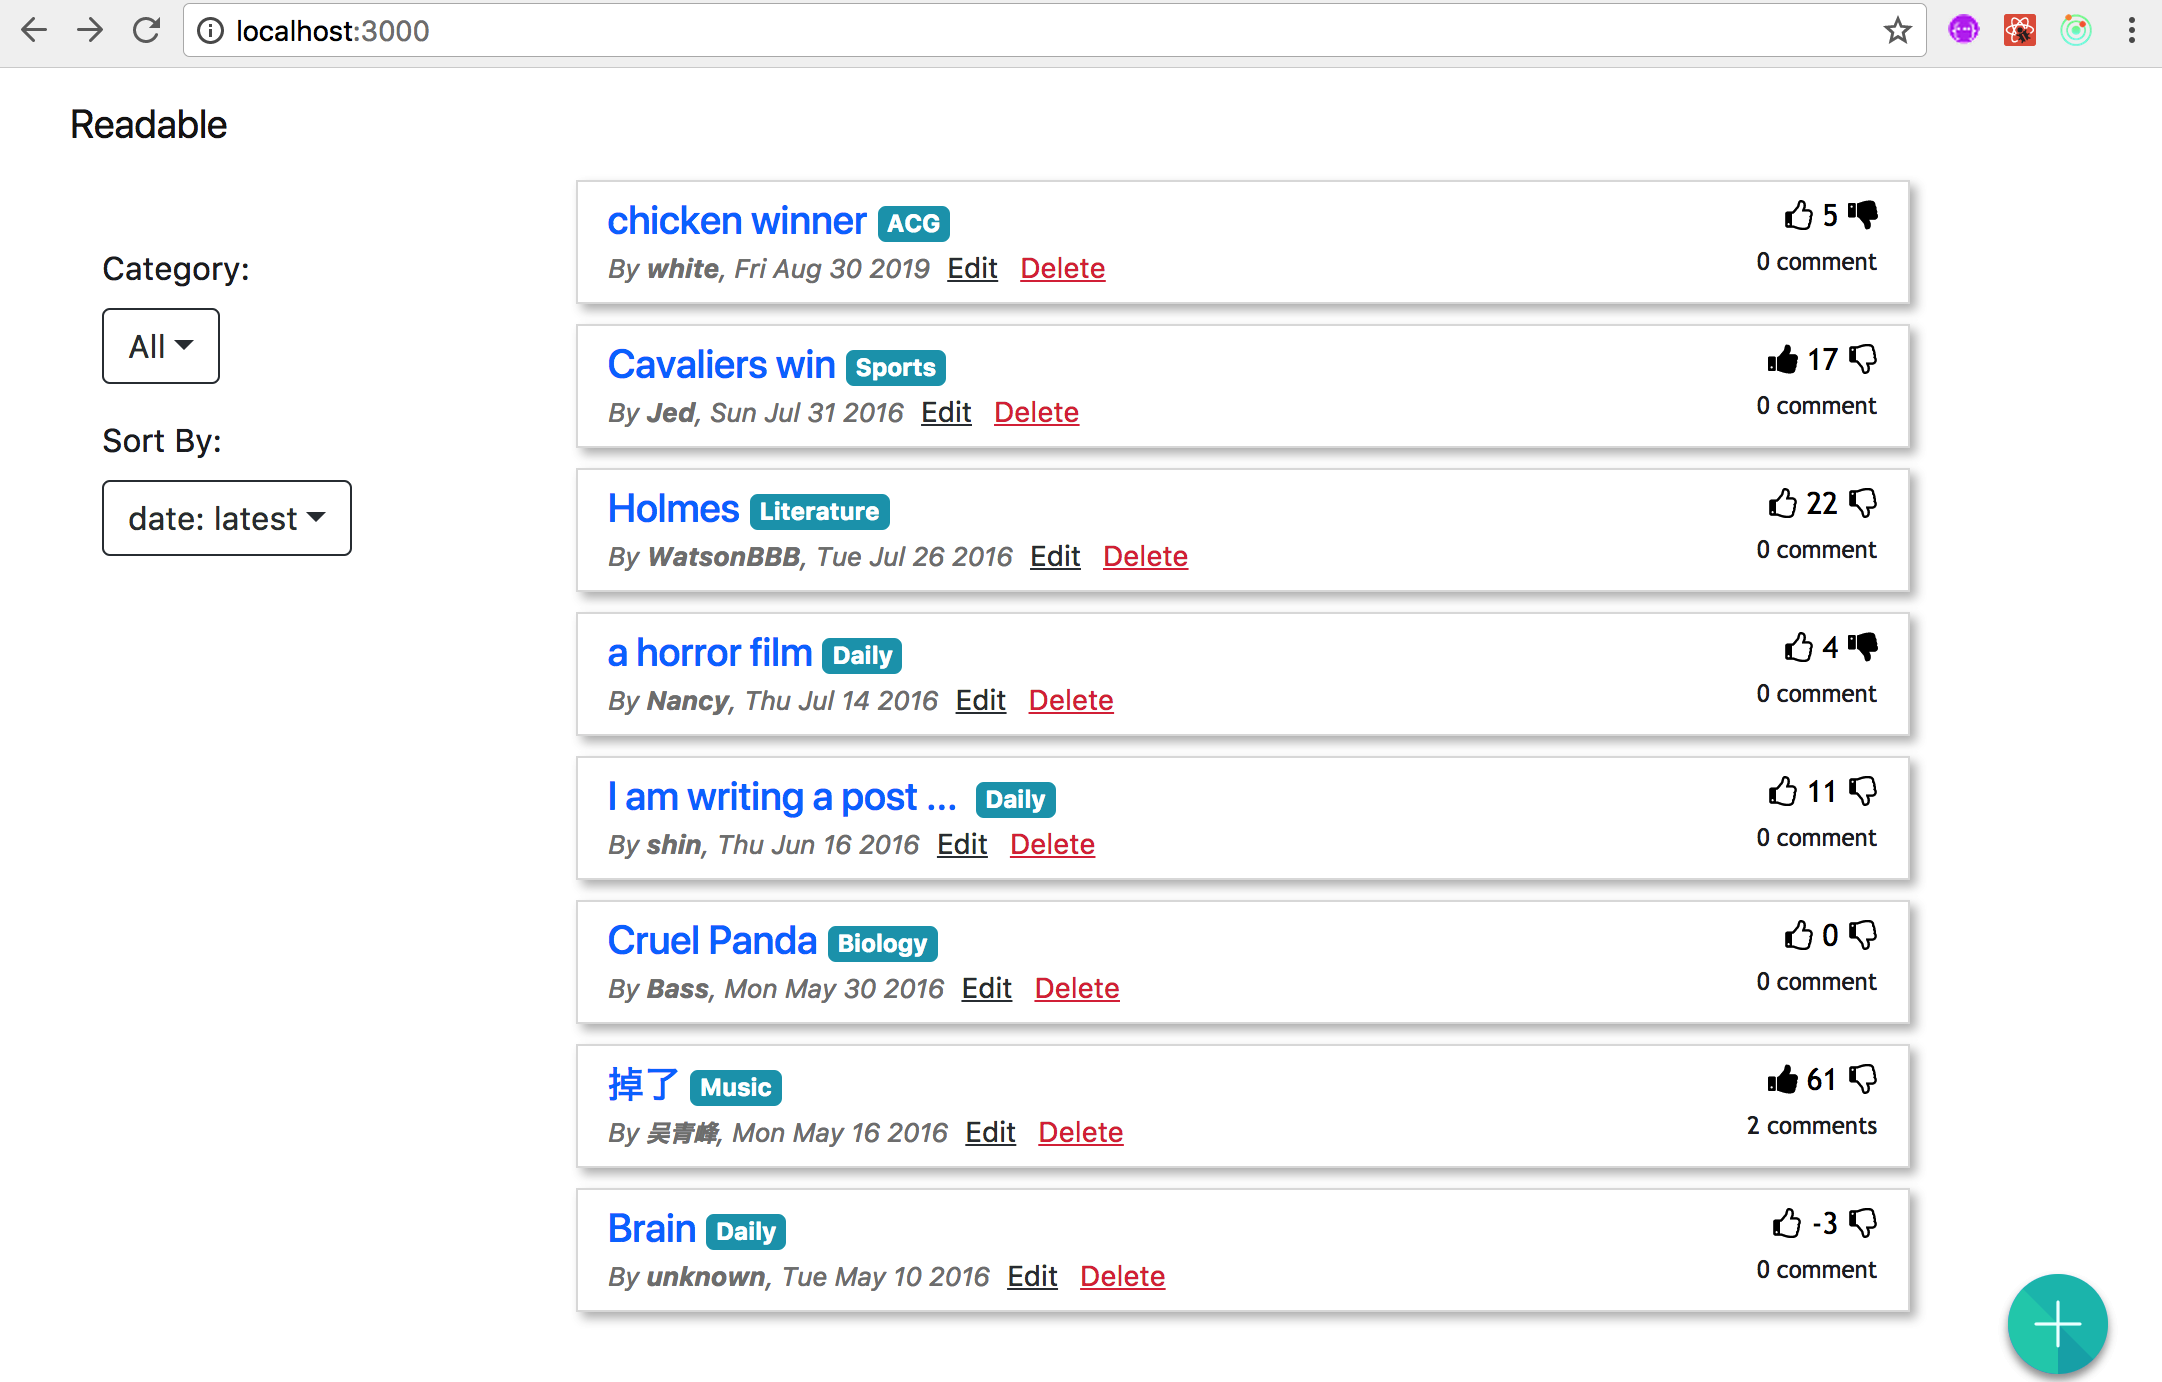 localhost:3000
Readable
Category:
All
Sort By:
date: latest
chicken winner ACG
5
By white, Fri Aug 30 2019 Edit Delete
0 comment
Cavaliers win Sports
17
By Jed, Sun Jul 31 2016 Edit Delete
0 comment
Holmes Literature
22
By WatsonBBB, Tue Jul 26 2016 Edit Delete
0 comment
a horror film Daily
4
By Nancy, Thu Jul 14 2016 Edit Delete
0 comment
I am writing a post ... Daily
11
By shin, Thu Jun 16 2016 Edit Delete
0 comment
Cruel Panda Biology
0
By Bass, Mon May 30 2016 Edit Delete
0 comment
掉了 Music
61
By 吴青峰, Mon May 16 2016 Edit Delete
2 comments
Brain Daily
-3
By unknown, Tue May 10 2016 Edit Delete
0 comment